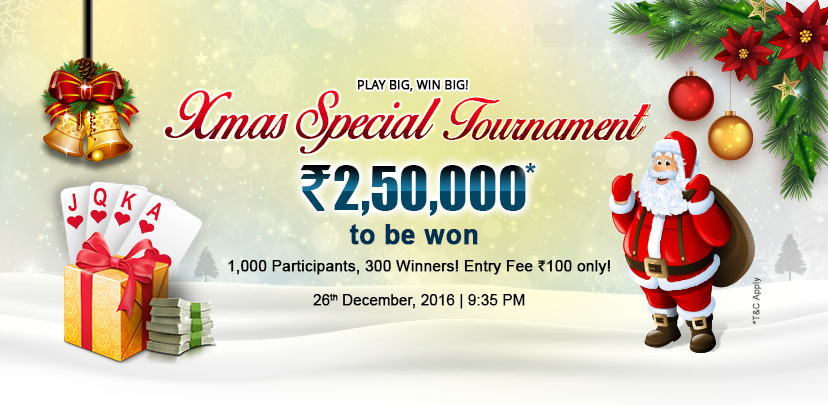 PLAY BIG, WIN BIG!
Xmas Special Tournament
₹2,50,000*
to be won
1,000 Participants, 300 Winners! Entry Fee ₹100 only!
26th December, 2016 | 9:35 PM
J Q K A
*T&C Apply